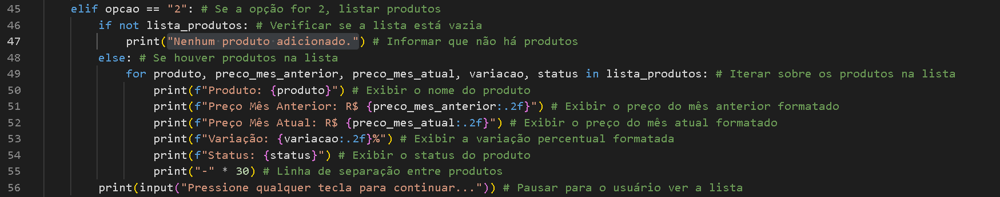 45 elif opcao == "2": # Se a opção for 2, listar produtos
46 if not lista_produtos: # Verificar se a lista está vazia
47 print("Nenhum produto adicionado.") # Informar que não há produtos
48 else: # Se houver produtos na lista
49 for produto, preco_mes_anterior, preco_mes_atual, variacao, status in lista_produtos: # Iterar sobre os produtos na lista
50 print(f"Produto: {produto}") # Exibir o nome do produto
51 print(f"Preço Mês Anterior: R$ {preco_mes_anterior:.2f}") # Exibir o preço do mês anterior formatado
52 print(f"Preço Mês Atual: R$ {preco_mes_atual:.2f}") # Exibir o preço do mês atual formatado
53 print(f"Variação: {variacao:.2f}%") # Exibir a variação percentual formatada
54 print(f"Status: {status}") # Exibir o status do produto
55 print("-" * 30) # Linha de separação entre produtos
56 print(input("Pressione qualquer tecla para continuar...")) # Pausar para o usuário ver a lista